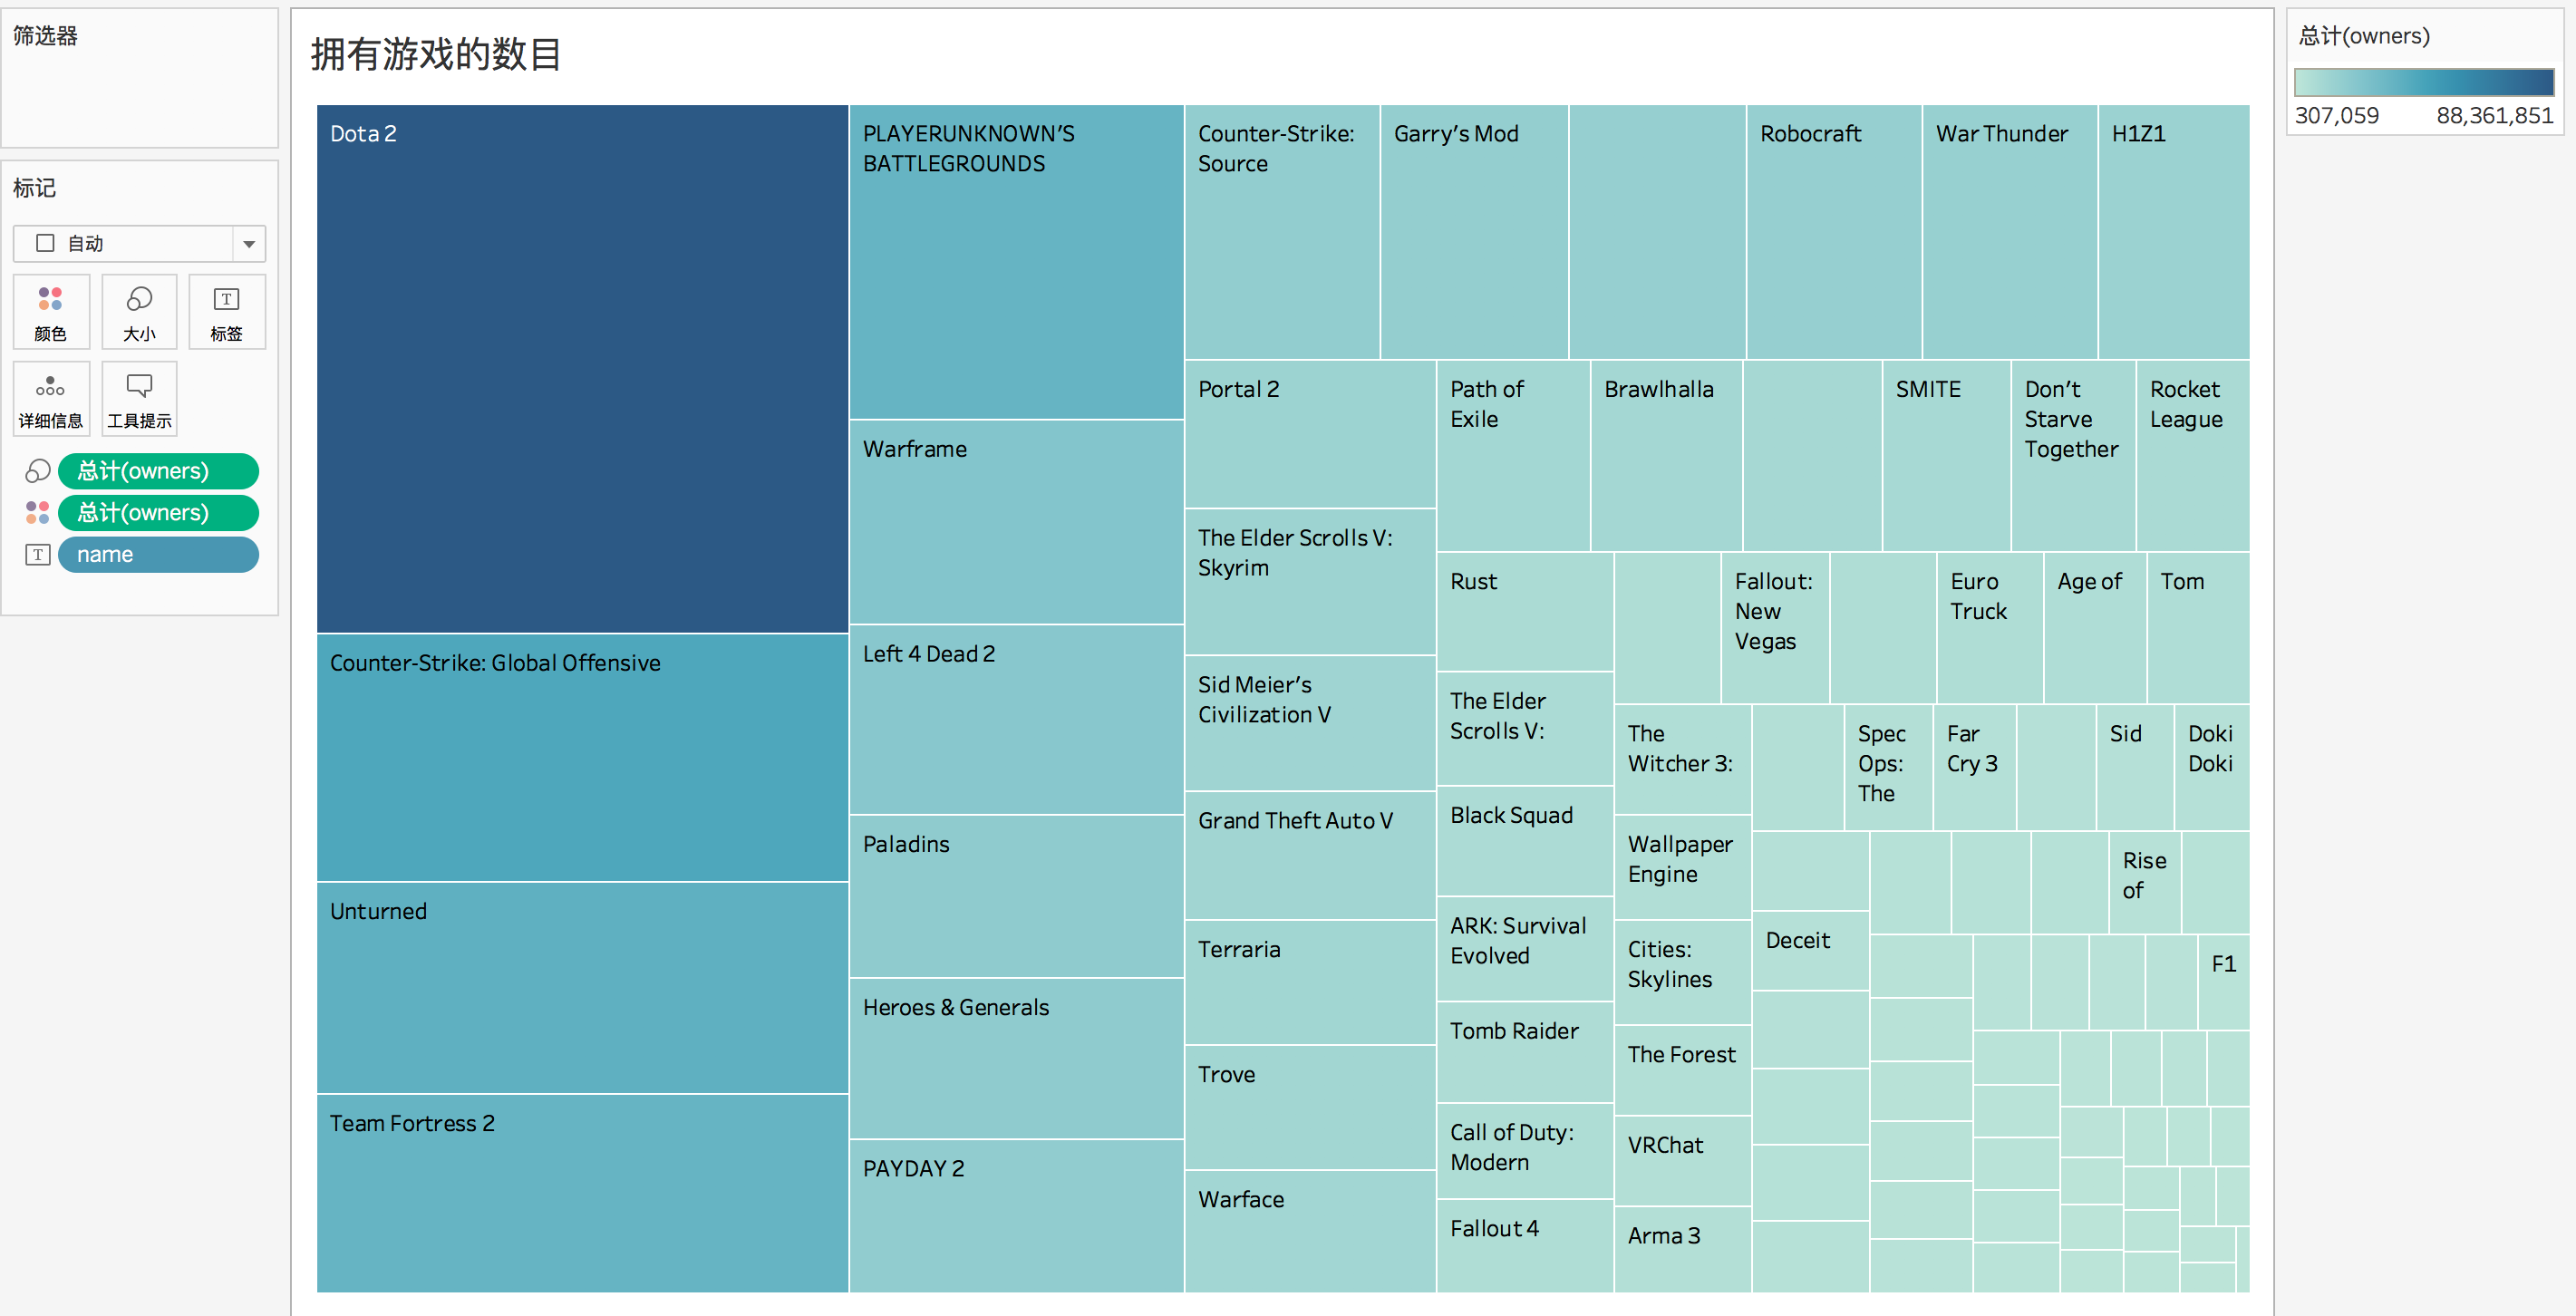 筛选器
标记
自动
颜色
大小
标签
详细信息
工具提示
总计(owners)
总计(owners)
name
拥有游戏的数目
Dota 2
Counter-Strike: Global Offensive
Unturned
Team Fortress 2
PLAYERUNKNOWN'S
BATTLEGROUNDS
Warframe
Left 4 Dead 2
Paladins
Heroes & Generals
PAYDAY 2
Counter-Strike:
Source
Garry's Mod
Robocraft
War Thunder
H1Z1
Portal 2
The Elder Scrolls V:
Skyrim
Sid Meier's
Civilization V
Grand Theft Auto V
Terraria
Trove
Warface
Path of
Exile
Brawlhalla
SMITE
Don't
Starve
Together
Rocket
League
Rust
The Elder
Scrolls V:
Black Squad
ARK: Survival
Evolved
Tomb Raider
Call of Duty:
Modern
Fallout 4
Fallout:
New
Vegas
Euro
Truck
Age of
Tom
The
Witcher 3:
Wallpaper
Engine
Cities:
Skylines
The Forest
VRChat
Arma 3
Spec
Ops:
The
Far
Cry 3
Sid
Doki
Doki
Deceit
Rise
of
F1
总计(owners)
307,059
88,361,851